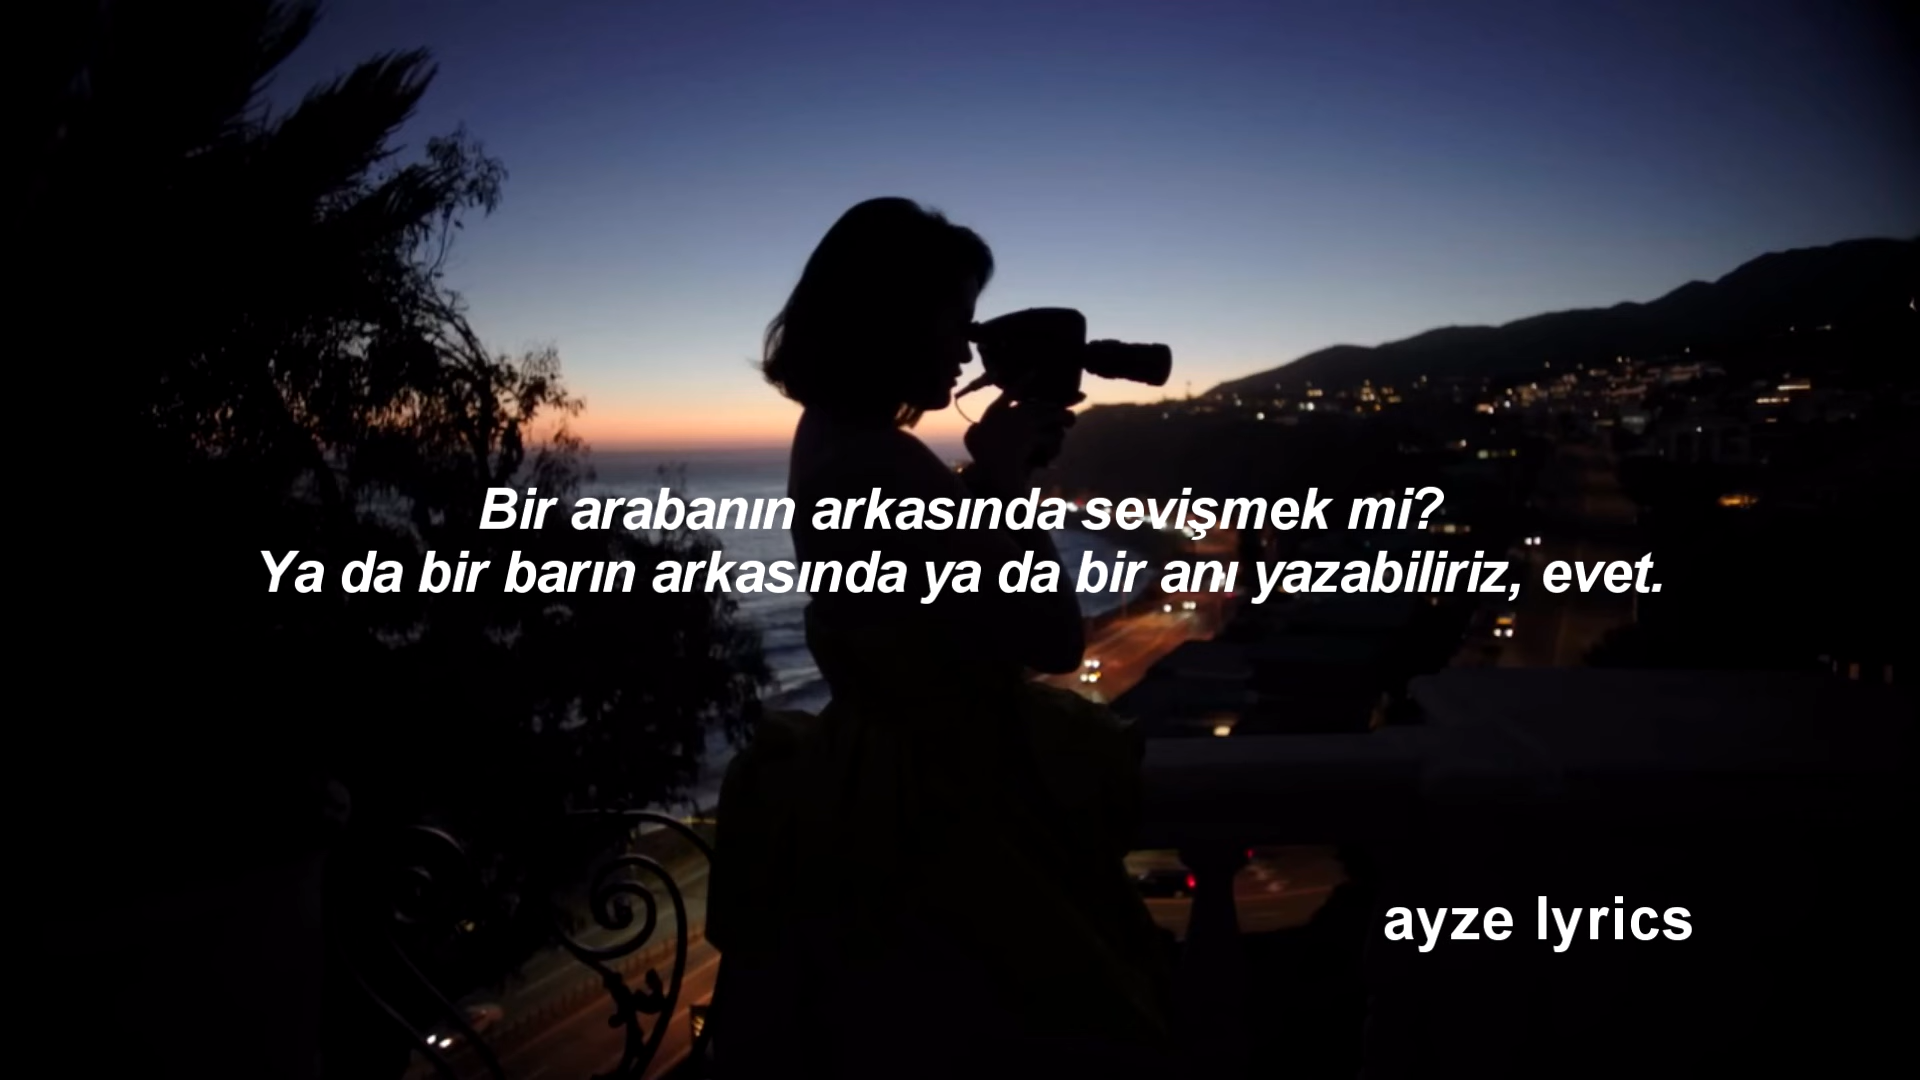 Bir arabanın arkasında sevişmek mi?
Ya da bir barın arkasında ya da bir anı yazabiliriz, evet.
ayze lyrics